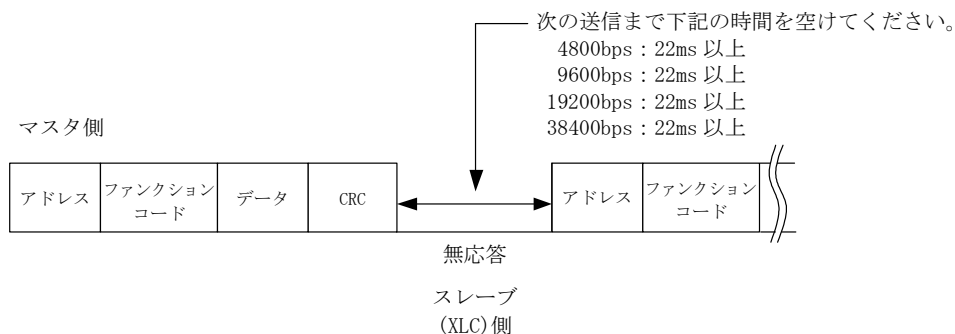 次の送信まで下記の時間を空けてください。
4800bps：22ms 以上
9600bps：22ms 以上
19200bps：22ms 以上
38400bps：22ms 以上
マスタ側
アドレス
ファンクション
コード
データ
CRC
アドレス
ファンクション
コード
無応答
スレーブ
(XLC)側